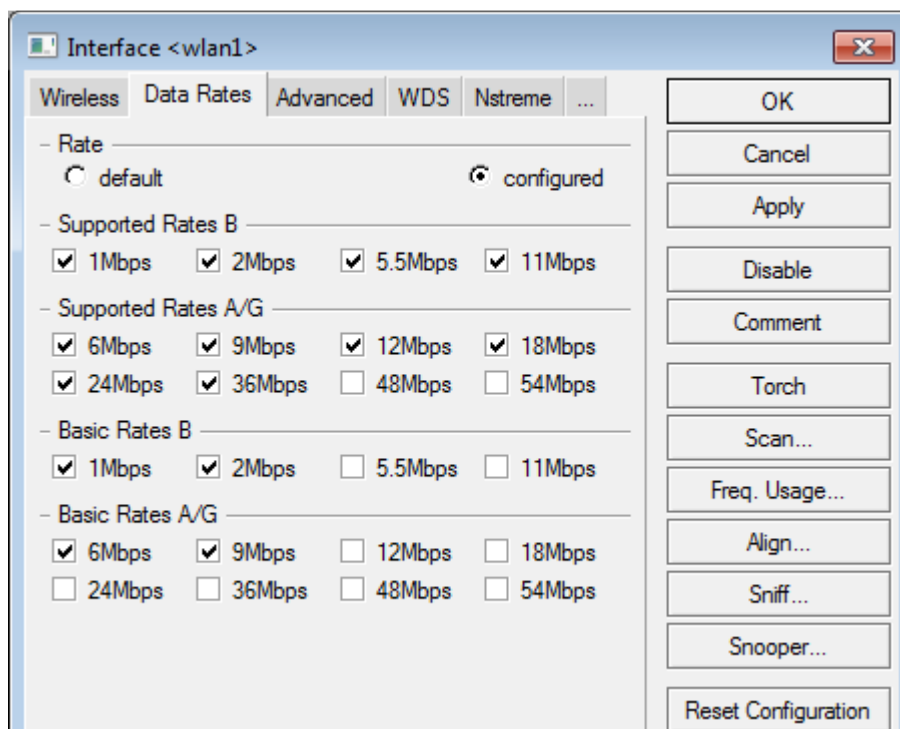 Interface <wlan1>
Wireless Data Rates Advanced WDS Nstreme ...
Rate
default configured
Supported Rates B
1Mbps 2Mbps 5.5Mbps 11Mbps
Supported Rates A/G
6Mbps 9Mbps 12Mbps 18Mbps
24Mbps 36Mbps 48Mbps 54Mbps
Basic Rates B
1Mbps 2Mbps 5.5Mbps 11Mbps
Basic Rates A/G
6Mbps 9Mbps 12Mbps 18Mbps
24Mbps 36Mbps 48Mbps 54Mbps
OK
Cancel
Apply
Disable
Comment
Torch
Scan...
Freq. Usage...
Align...
Sniff...
Snooper...
Reset Configuration